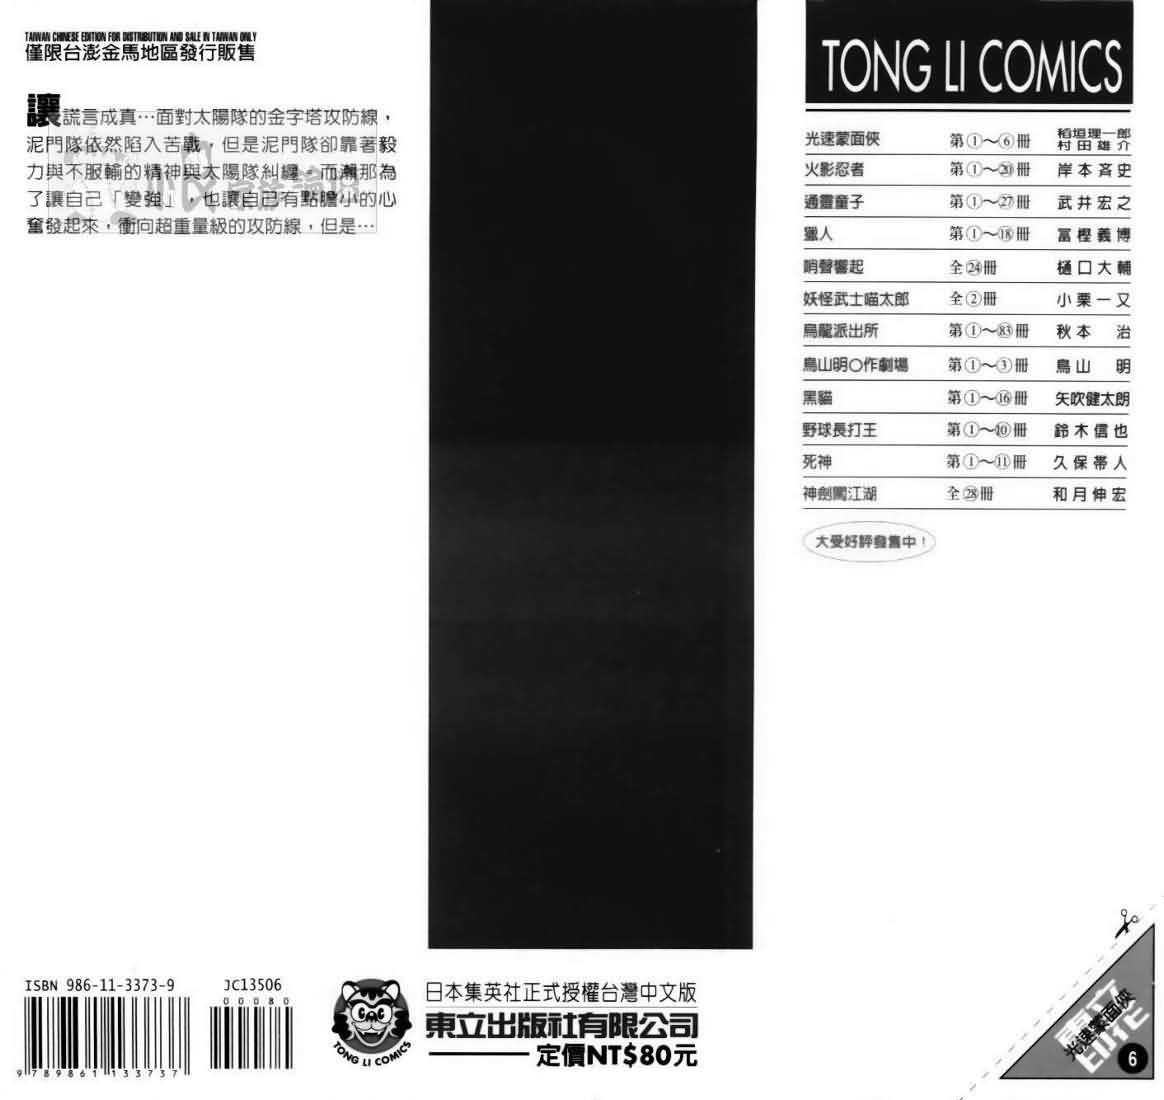 TAIWAN CHINESE EDITION FOR DISTRIBUTION AND SALE IN TAIWAN ONLY
僅限台澎金馬地區發行販售
讓謊言成真…面對太陽隊的金字塔攻防線，
泥門隊依然陷入苦戰，但是泥門隊卻靠著毅
力與不服輸的精神與太陽隊糾纏，而瀨那為
了讓自己「變強」，也讓自己有點膽小的心
奮發起來，衝向超重量級的攻防線，但是…
TONG LI COMICS
光速蒙面俠 第①～⑥冊 稻垣理一郎 村田雄介
火影忍者 第①～⑳冊 岸本斉史
通靈童子 第①～㉗冊 武井宏之
獵人 第①～⑱冊 冨樫義博
哨聲響起 全㉔冊 樋口大輔
妖怪武士喵太郎 全②冊 小栗一又
烏龍派出所 第①～83冊 秋本 治
鳥山明○作劇場 第①～③冊 鳥山 明
黑貓 第①～⑯冊 矢吹健太朗
野球長打王 第①～⑩冊 鈴木信也
死神 第①～⑪冊 久保帯人
神劍闖江湖 全㉘冊 和月伸宏
大受好評發售中！
ISBN 986-11-3373-9
9789861133737
JC13506
00080
TONG LI COMICS
日本集英社正式授權台灣中文版
東立出版社有限公司
定價NT$80元
光速蒙面俠
6